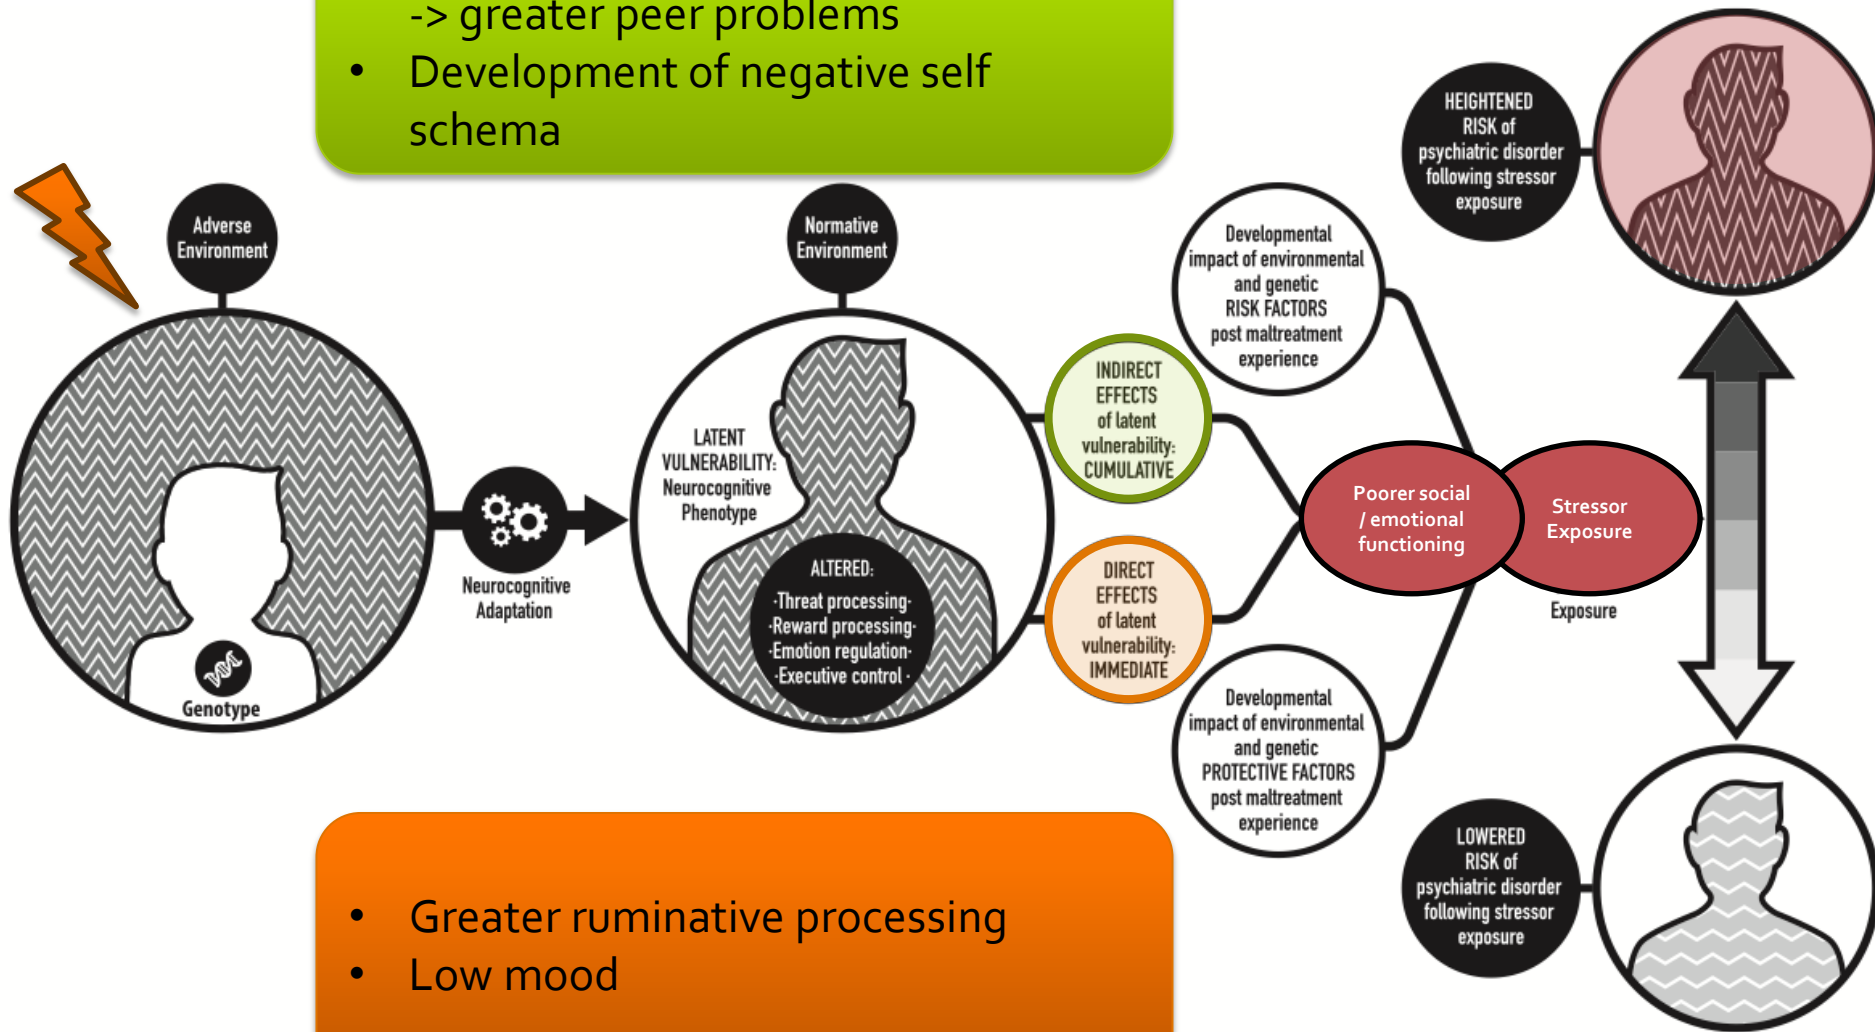 -> greater peer problems
• Development of negative self
schema
Adverse
Environment
Genotype
Neurocognitive
Adaptation
Normative
Environment
LATENT
VULNERABILITY:
Neurocognitive
Phenotype
ALTERED:
·Threat processing·
·Reward processing·
·Emotion regulation·
·Executive control ·
INDIRECT
EFFECTS
of latent
vulnerability:
CUMULATIVE
DIRECT
EFFECTS
of latent
vulnerability:
IMMEDIATE
Developmental
impact of environmental
and genetic
RISK FACTORS
post maltreatment
experience
Developmental
impact of environmental
and genetic
PROTECTIVE FACTORS
post maltreatment
experience
Poorer social
/ emotional
functioning
Stressor
Exposure
Exposure
HEIGHTENED
RISK of
psychiatric disorder
following stressor
exposure
LOWERED
RISK of
psychiatric disorder
following stressor
exposure
• Greater ruminative processing
• Low mood